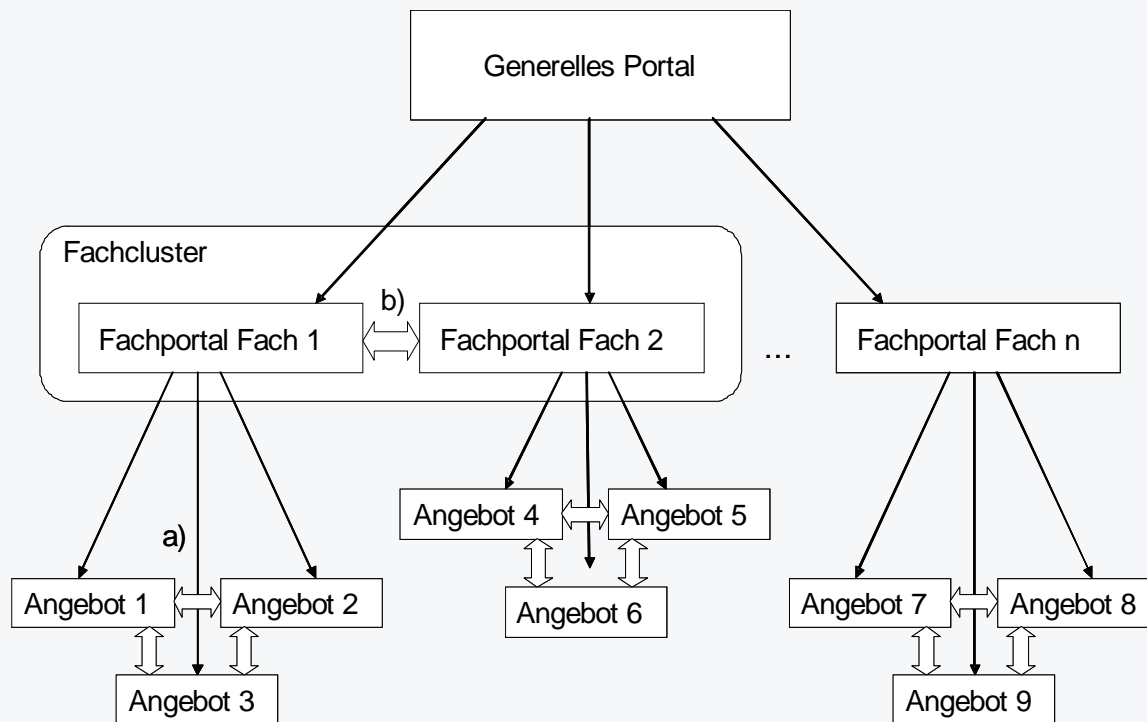 Generelles Portal
Fachcluster
b)
Fachportal Fach 1
Fachportal Fach 2
...
Fachportal Fach n
a)
Angebot 4
Angebot 5
Angebot 1
Angebot 2
Angebot 6
Angebot 7
Angebot 8
Angebot 3
Angebot 9